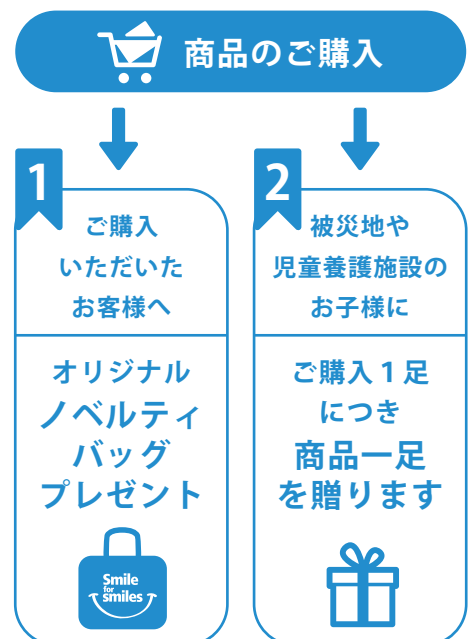 商品のご購入
1
ご購入
いただいた
お客様へ
オリジナル
ノベルティ
バッグ
プレゼント
Smile
for
smiles
2
被災地や
児童養護施設の
お子様に
ご購入1足
につき
商品一足
を贈ります